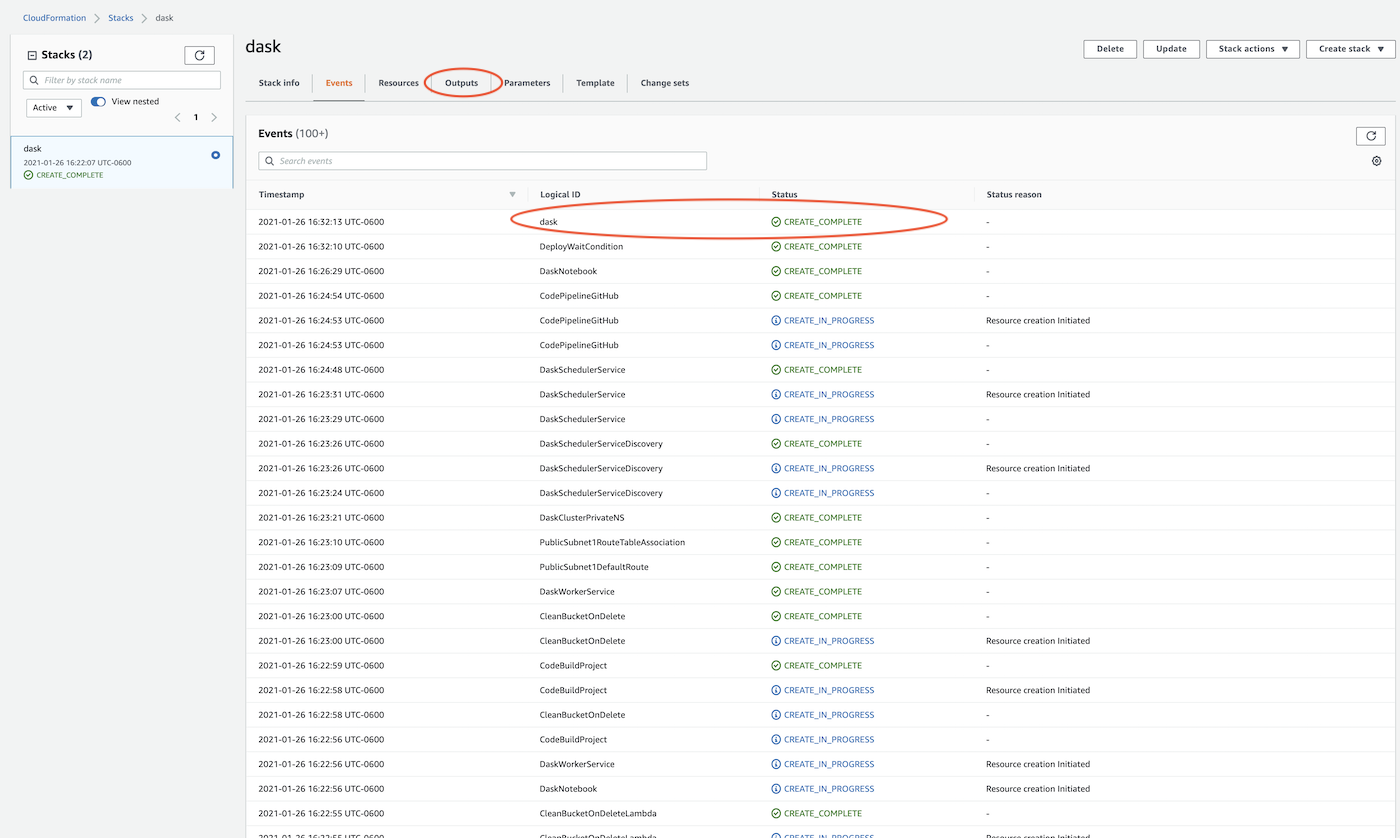 CloudFormation > Stacks > dask
Stacks (2)
Filter by stack name
Active
View nested
1
dask
2021-01-26 16:22:07 UTC-0600
CREATE_COMPLETE
dask
Delete Update Stack actions Create stack
Stack info Events Resources Outputs Parameters Template Change sets
Events (100+)
Search events
Timestamp Logical ID Status Status reason
2021-01-26 16:32:13 UTC-0600 dask CREATE_COMPLETE -
2021-01-26 16:32:10 UTC-0600 DeployWaitCondition CREATE_COMPLETE -
2021-01-26 16:26:29 UTC-0600 DaskNotebook CREATE_COMPLETE -
2021-01-26 16:24:54 UTC-0600 CodePipelineGitHub CREATE_COMPLETE -
2021-01-26 16:24:53 UTC-0600 CodePipelineGitHub CREATE_IN_PROGRESS Resource creation Initiated
2021-01-26 16:24:53 UTC-0600 CodePipelineGitHub CREATE_IN_PROGRESS -
2021-01-26 16:24:48 UTC-0600 DaskSchedulerService CREATE_COMPLETE -
2021-01-26 16:23:31 UTC-0600 DaskSchedulerService CREATE_IN_PROGRESS Resource creation Initiated
2021-01-26 16:23:29 UTC-0600 DaskSchedulerService CREATE_IN_PROGRESS -
2021-01-26 16:23:26 UTC-0600 DaskSchedulerServiceDiscovery CREATE_COMPLETE -
2021-01-26 16:23:26 UTC-0600 DaskSchedulerServiceDiscovery CREATE_IN_PROGRESS Resource creation Initiated
2021-01-26 16:23:24 UTC-0600 DaskSchedulerServiceDiscovery CREATE_IN_PROGRESS -
2021-01-26 16:23:21 UTC-0600 DaskClusterPrivateNS CREATE_COMPLETE -
2021-01-26 16:23:10 UTC-0600 PublicSubnet1RouteTableAssociation CREATE_COMPLETE -
2021-01-26 16:23:09 UTC-0600 PublicSubnet1DefaultRoute CREATE_COMPLETE -
2021-01-26 16:23:07 UTC-0600 DaskWorkerService CREATE_COMPLETE -
2021-01-26 16:23:00 UTC-0600 CleanBucketOnDelete CREATE_COMPLETE -
2021-01-26 16:23:00 UTC-0600 CleanBucketOnDelete CREATE_IN_PROGRESS Resource creation Initiated
2021-01-26 16:22:59 UTC-0600 CodeBuildProject CREATE_COMPLETE -
2021-01-26 16:22:58 UTC-0600 CodeBuildProject CREATE_IN_PROGRESS Resource creation Initiated
2021-01-26 16:22:58 UTC-0600 CleanBucketOnDelete CREATE_IN_PROGRESS -
2021-01-26 16:22:56 UTC-0600 CodeBuildProject CREATE_IN_PROGRESS -
2021-01-26 16:22:56 UTC-0600 DaskWorkerService CREATE_IN_PROGRESS Resource creation Initiated
2021-01-26 16:22:56 UTC-0600 DaskNotebook CREATE_IN_PROGRESS Resource creation Initiated
2021-01-26 16:22:55 UTC-0600 CleanBucketOnDeleteLambda CREATE_COMPLETE -
2021-01-26 16:22:55 UTC-0600 CleanBucketOnDeleteLambda CREATE_IN_PROGRESS Resource creation Initiated